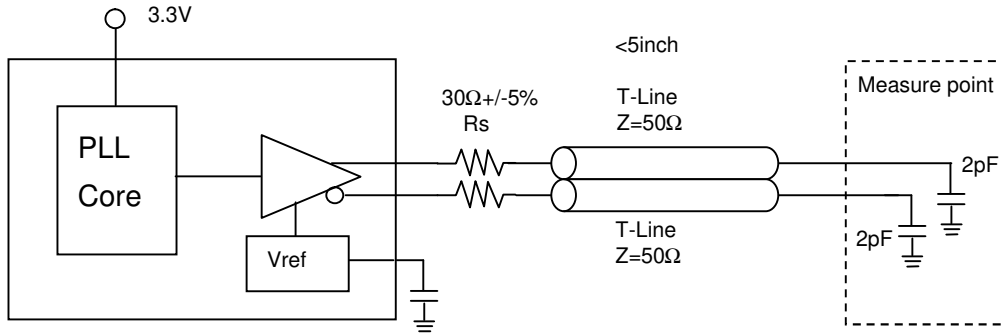 3.3V
<5inch
Measure point
30Ω+/-5%
Rs
T-Line
Z=50Ω
PLL
Core
2pF
2pF
Vref
T-Line
Z=50Ω